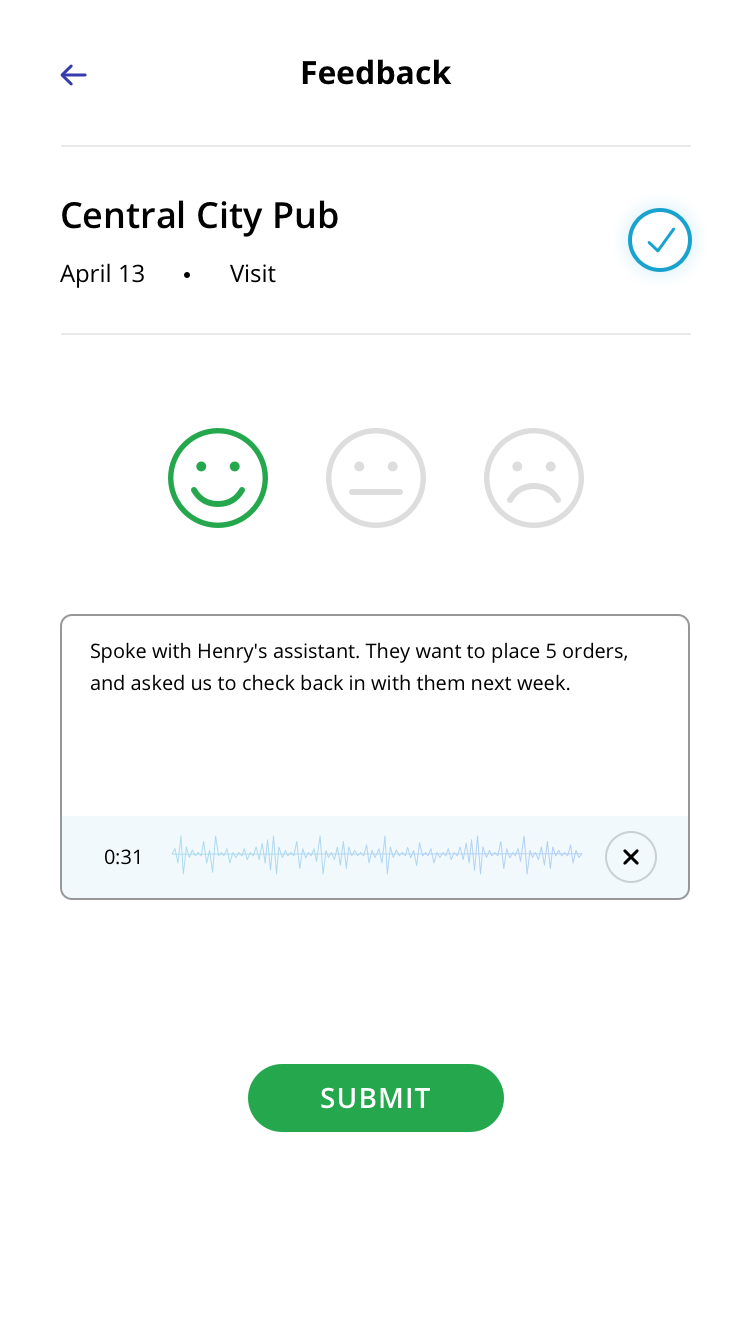 Feedback
Central City Pub
April 13 • Visit
Spoke with Henry's assistant. They want to place 5 orders,
and asked us to check back in with them next week.
0:31
SUBMIT